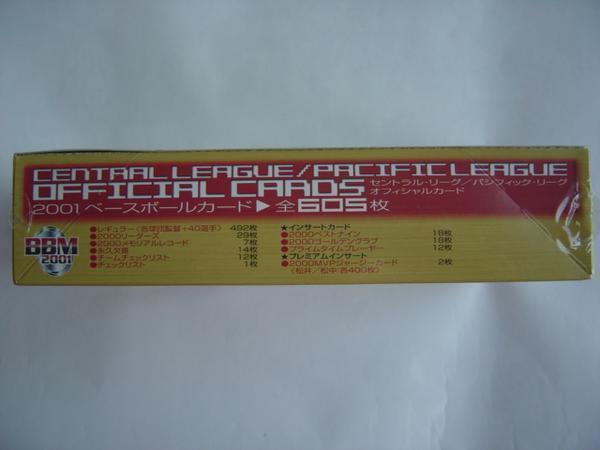 CENTRAL LEAGUE/PACIFIC LEAGUE
OFFICIAL CARDS
セントラル・リーグ/パシフィック・リーグ
オフィシャルカード
2001 ベースボールカード▶全605枚
BBM
2001
●レギュラー〈各球団監督+40選手〉 492枚
●2000リーダーズ 29枚
●2000メモリアルレコード 7枚
●永久欠番 14枚
●チームチェックリスト 12枚
●チェックリスト 1枚
★インサートカード
●2000ベストナイン 18枚
●2000ゴールデングラブ 18枚
●プライムタイムプレーヤー 12枚
★プレミアムインサート
●2000MVPジャージーカード 2枚
〈松井/松中:各400枚〉